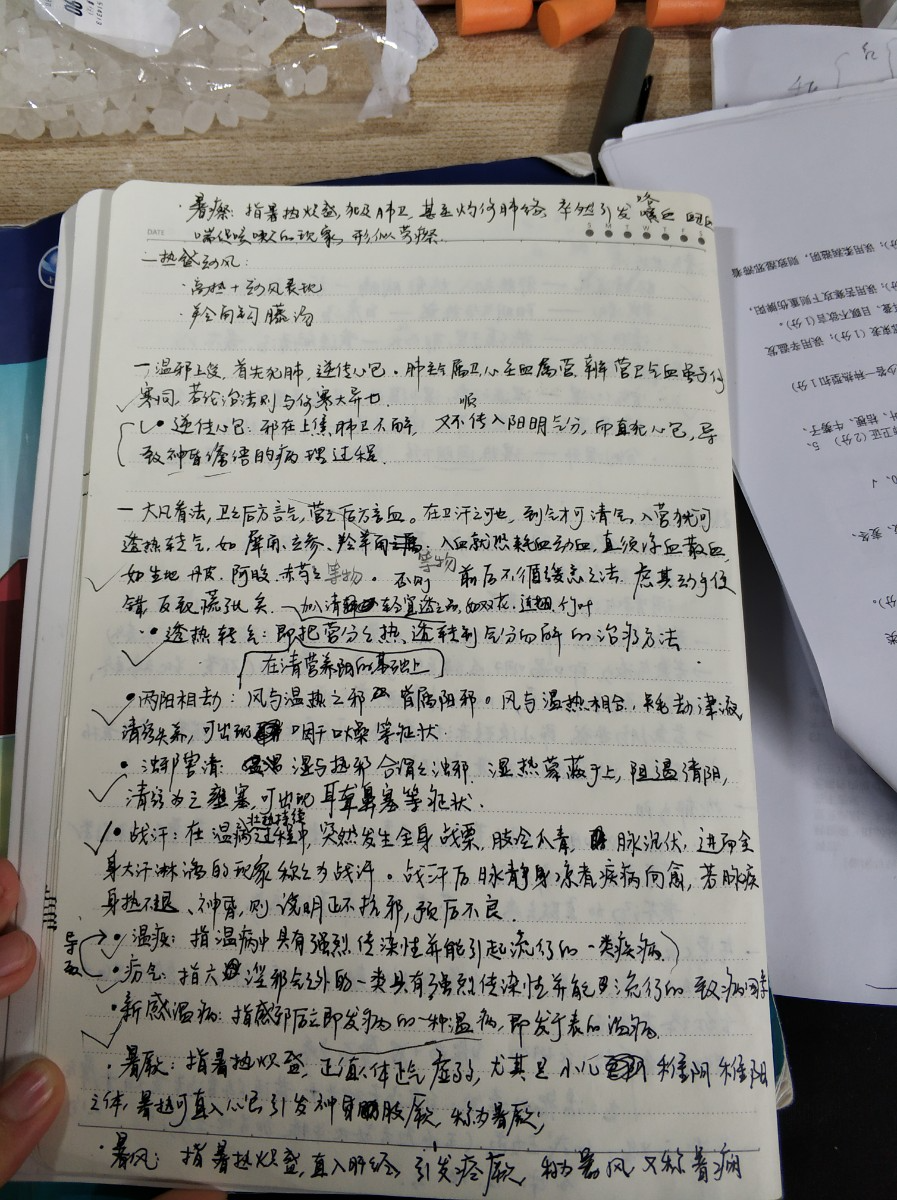 ·暑瘵:指暑热炽盛,犯及肺卫,甚至灼伤肺络,卒然引发咯血
喘促咳嗽的现象,形似劳瘵.
DATE
S M T W T F S
一热盛动风:
·高热+动风表现
·羚角钩藤汤
一温邪上受,首先犯肺,逆传心包。肺主气属卫,心主血属营,辨营卫气血虽与伤
寒同,若论治法则与伤寒大异也.
·逆传心包:邪在上焦肺卫不解,又不顺传入阳明气分,而直犯心包,导
致神昏谵语的病理过程.
一大凡看法,卫之后方言气,营之后方言血。在卫汗之可也,到气才可清气,入营犹可
透热转气,如犀角、玄参、羚羊角等物,入血就恐耗血动血,直须凉血散血,
如生地、丹皮、阿胶、赤芍之等物。否则前后不循缓急之法,虑其动手便
错,反致慌张矣.
加清轻宣透之品,如双花、连翘、竹叶
·透热转气:即把营分之热,透转到气分而解的治疗方法
在清营养阴的基础上
·两阳相劫:风与温热之邪皆属阳邪。风与温热相合,耗劫津液
清窍失养,可出现口干口燥等症状.
·浊邪害清:湿与热邪合谓之浊邪,湿热蒙蔽于上,阻遏清阳,
清窍为之壅塞,可出现耳聋鼻塞等症状.
·战汗:在温病过程中,突然发生全身战栗,肢冷爪青,脉沉伏,进而全
身大汗淋漓的现象称之为战汗。战汗后脉静身凉者疾病向愈,若脉疾
身热不退、神昏,则说明正不抗邪,预后不良.
导致
·温疫:指温病中具有强烈传染性并能引起流行的一类疾病
·疠气:指六淫邪气之外的一类具有强烈传染性并能引流行的致病因素
·新感温病:指感邪后立即发病的一种温病,即发于表的温病.
·暑厥:指暑热炽盛,正值人体正气虚弱,尤其是小儿稚阴稚阳
之体,暑热可直入心包引发神昏肢厥,称为暑厥;
·暑风:指暑热炽盛,直入肝经,引发痉厥,称为暑风,又称暑痫